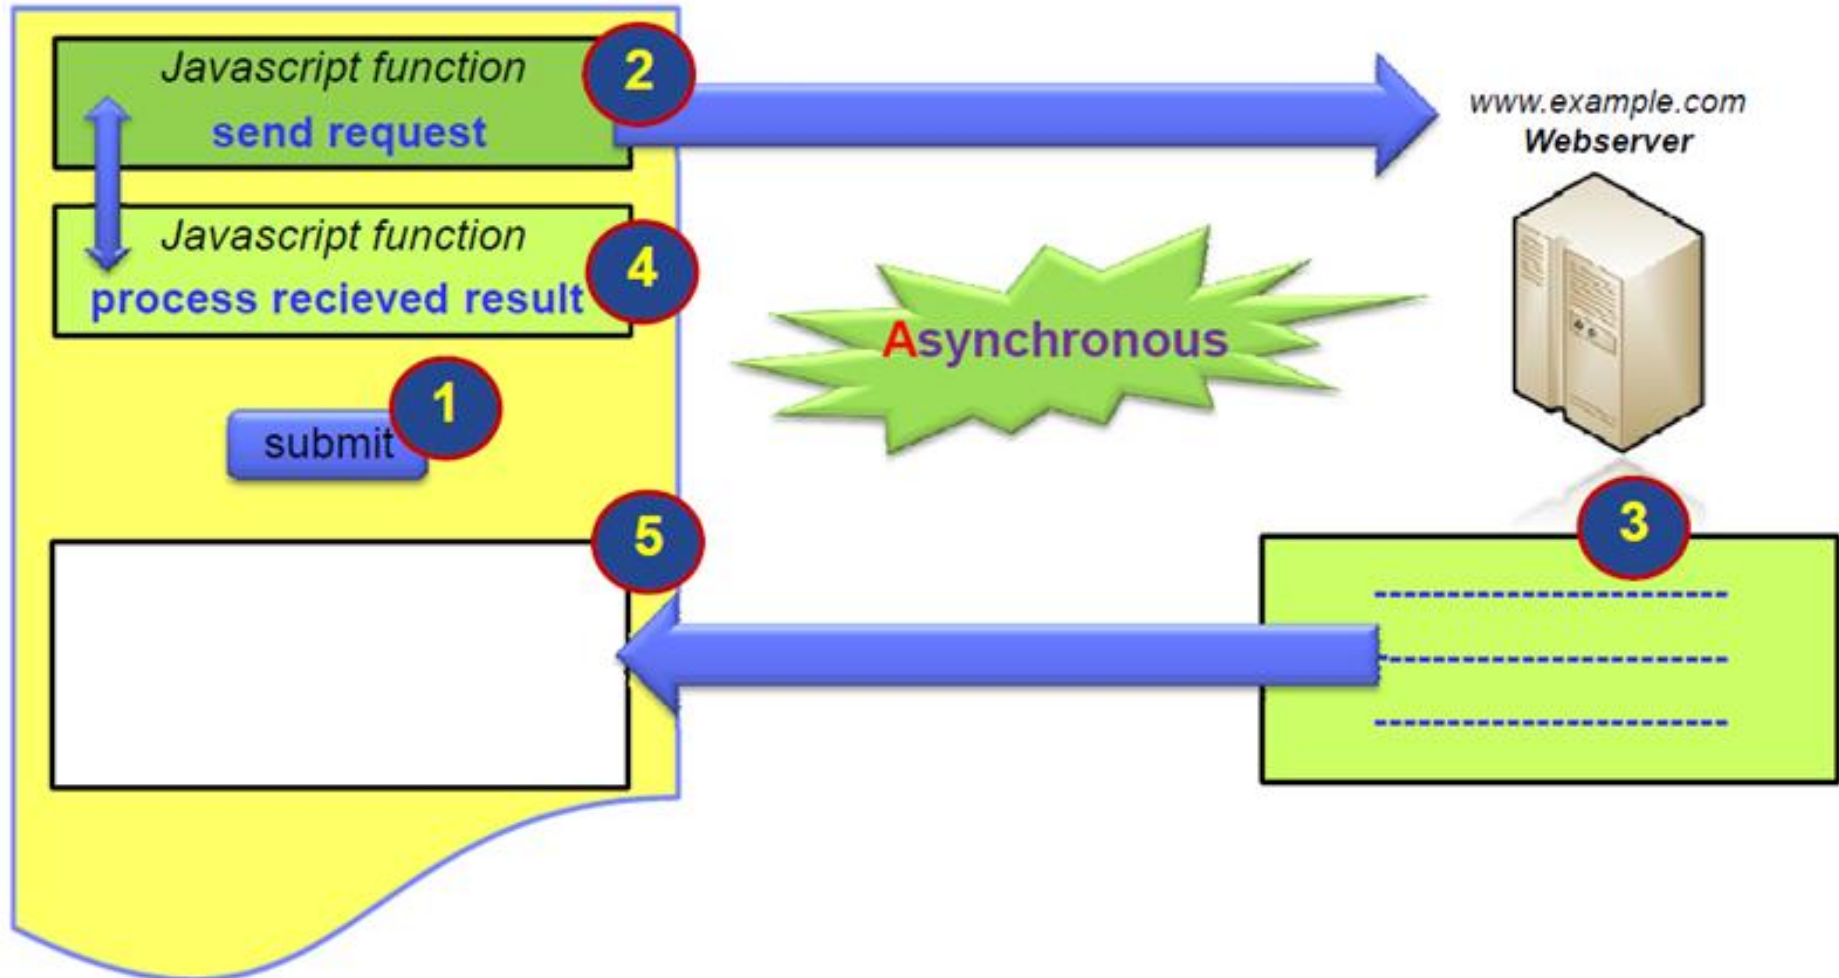 Javascript function
send request
2
www.example.com
Webserver
Javascript function
process recieved result
4
Asynchronous
submit
1
5
3